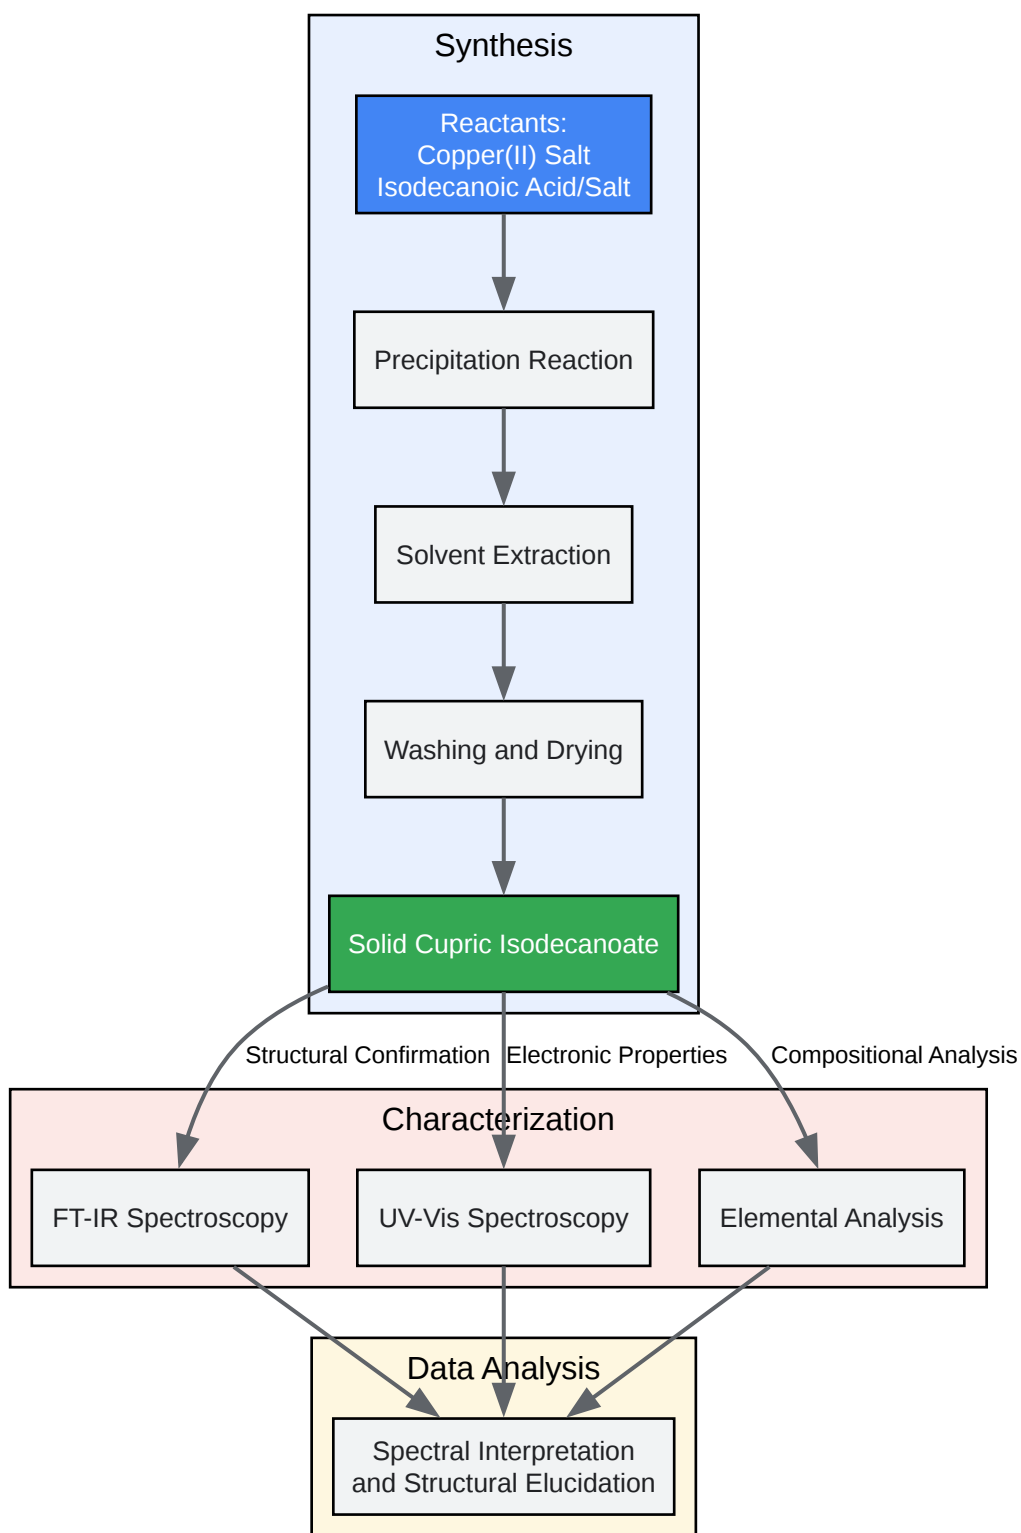 Synthesis
Reactants:
Copper(II) Salt
Isodecanoic Acid/Salt
Precipitation Reaction
Solvent Extraction
Washing and Drying
Solid Cupric Isodecanoate
Structural Confirmation
Electronic Properties
Compositional Analysis
Characterization
FT-IR Spectroscopy
UV-Vis Spectroscopy
Elemental Analysis
Data Analysis
Spectral Interpretation
and Structural Elucidation